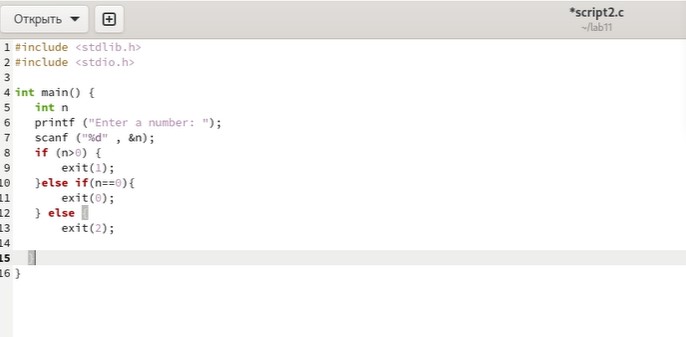 Открыть
*script2.c
~/lab11
1 #include <stdlib.h>
2 #include <stdio.h>
3
4 int main() {
5    int n
6    printf ("Enter a number: ");
7    scanf ("%d" , &n);
8    if (n>0) {
9        exit(1);
10    }else if(n==0){
11        exit(0);
12    } else {
13        exit(2);
14
15   }
16 }